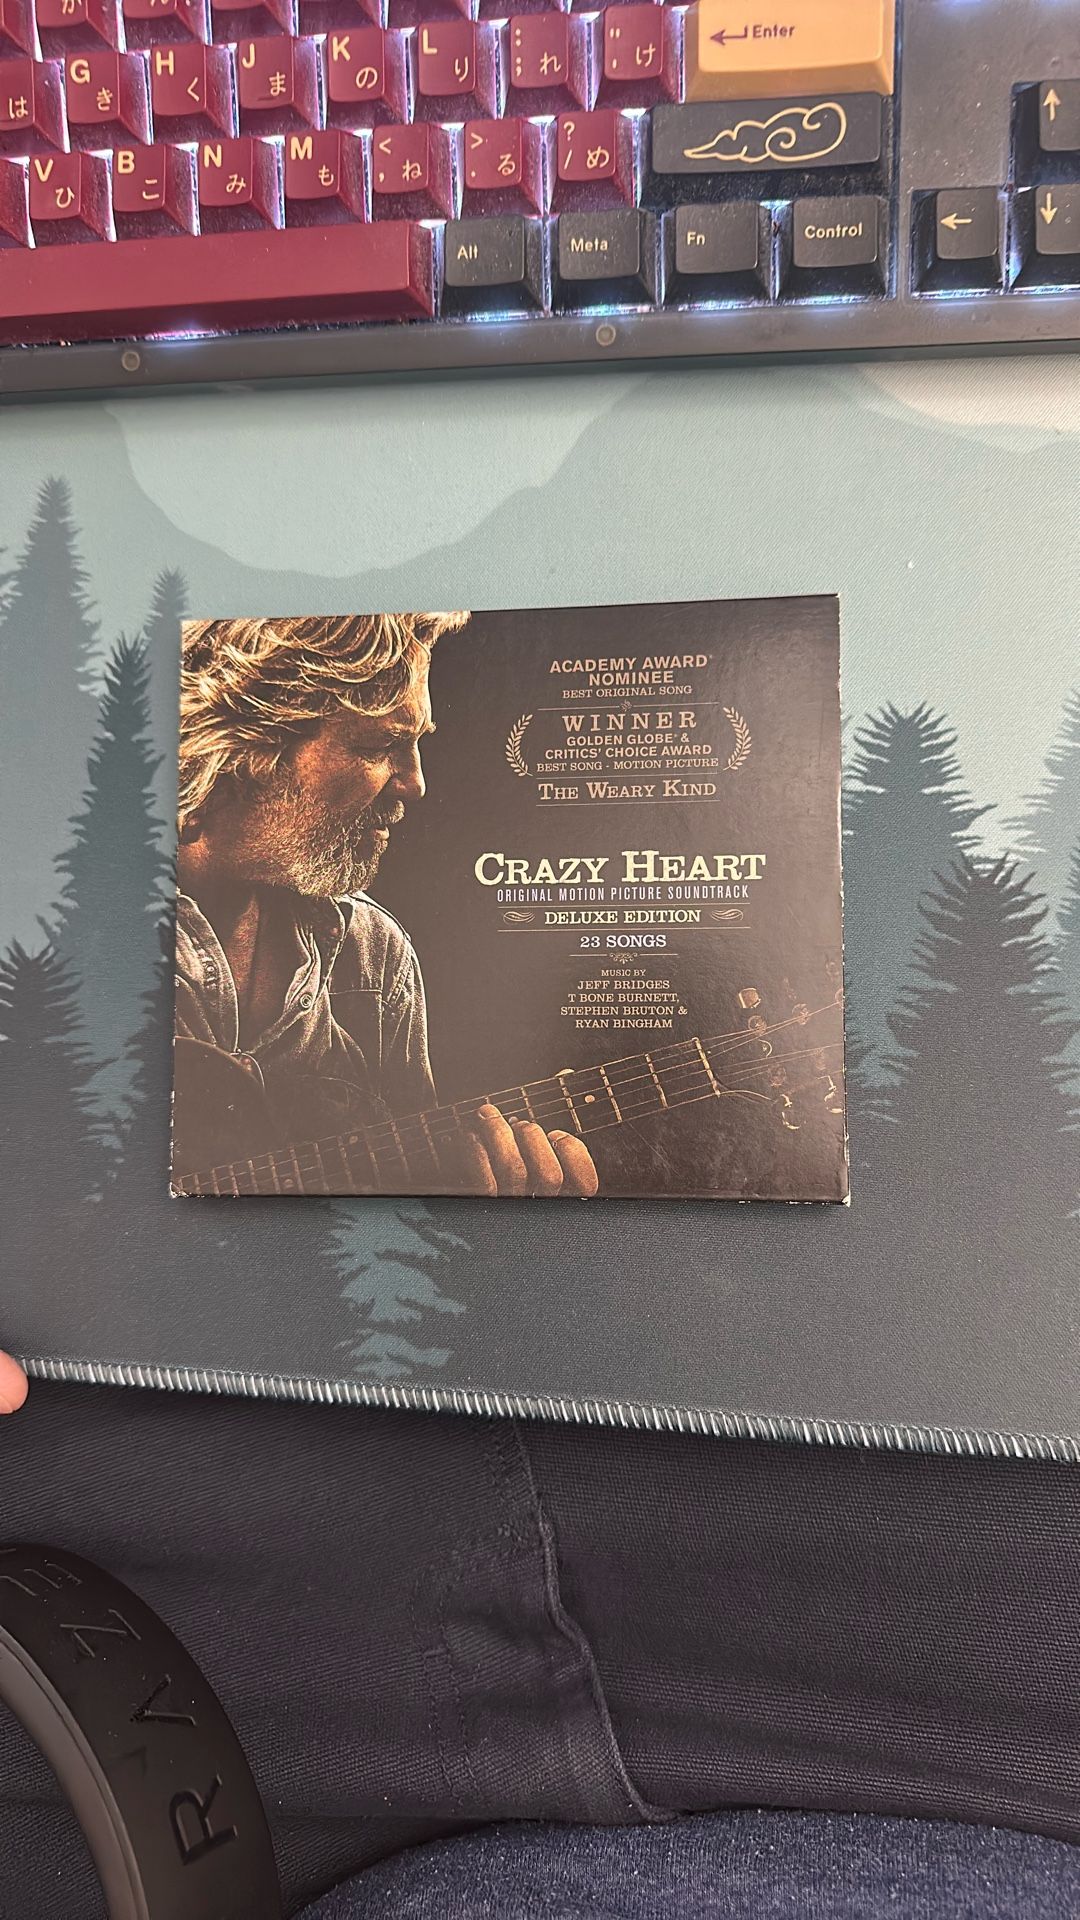 G き
H く
J ま
K の
L り
; れ
" ' け
Enter
は
V ひ
B こ
N み
M も
< , ね
> . る
? / め
Alt
Meta
Fn
Control
↑
←
↓
ACADEMY AWARD®
NOMINEE
BEST ORIGINAL SONG
WINNER
GOLDEN GLOBE® &
CRITICS' CHOICE AWARD
BEST SONG - MOTION PICTURE
THE WEARY KIND
CRAZY HEART
ORIGINAL MOTION PICTURE SOUNDTRACK
DELUXE EDITION
23 SONGS
MUSIC BY
JEFF BRIDGES
T BONE BURNETT,
STEPHEN BRUTON &
RYAN BINGHAM
RAZE